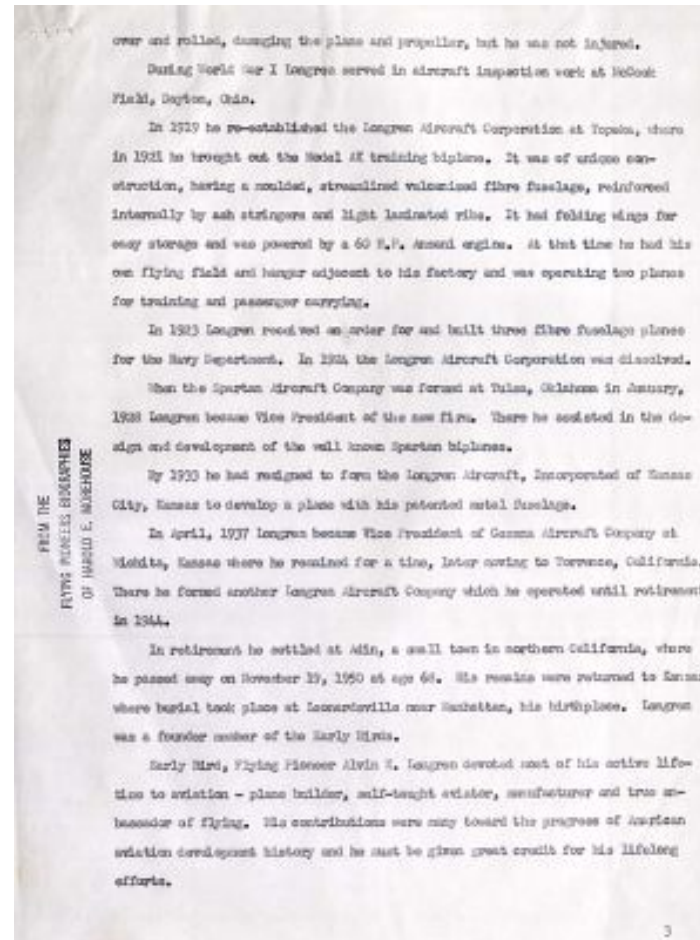 over and rolled, damaging the plane and propeller, but he was not injured.
During World War I Longren served in aircraft inspection work at McCook
Field, Dayton, Ohio.
In 1919 he re-established the Longren Aircraft Corporation at Topeka, where
in 1921 he brought out the Model AK training biplane. It was of unique con-
struction, having a moulded, streamlined vulcanized fibre fuselage, reinforced
internally by ash stringers and light laminated ribs. It had folding wings for
easy storage and was powered by a 60 H.P. Anzani engine. At that time he had his
own flying field and hangar adjacent to his factory and was operating two planes
for training and passenger carrying.
In 1923 Longren received an order for and built three fibre fuselage planes
for the Navy Department. In 1924 the Longren Aircraft Corporation was dissolved.
When the Spartan Aircraft Company was formed at Tulsa, Oklahoma in January,
1928 Longren became Vice President of the new firm. There he assisted in the de-
sign and development of the well known Spartan biplanes.
By 1933 he had resigned to form the Longren Aircraft, Incorporated of Kansas
City, Kansas to develop a plane with his patented metal fuselage.
In April, 1937 Longren became Vice President of Cessna Aircraft Company at
Wichita, Kansas where he remained for a time, later moving to Torrance, California.
There he formed another Longren Aircraft Company which he operated until retirement
in 1944.
In retirement he settled at Adin, a small town in northern California, where
he passed away on November 19, 1950 at age 68. His remains were returned to Kansas
where burial took place at Leonardville near Manhattan, his birthplace. Longren
was a founder member of the Early Birds.
Early Bird, Flying Pioneer Alvin K. Longren devoted most of his active life-
time to aviation - plane builder, self-taught aviator, manufacturer and true am-
bassador of flying. His contributions were many toward the progress of American
aviation development history and he must be given great credit for his lifelong
efforts.
FROM THE
FLYING PIONEERS BIOGRAPHIES
OF HAROLD E. MOREHOUSE
3